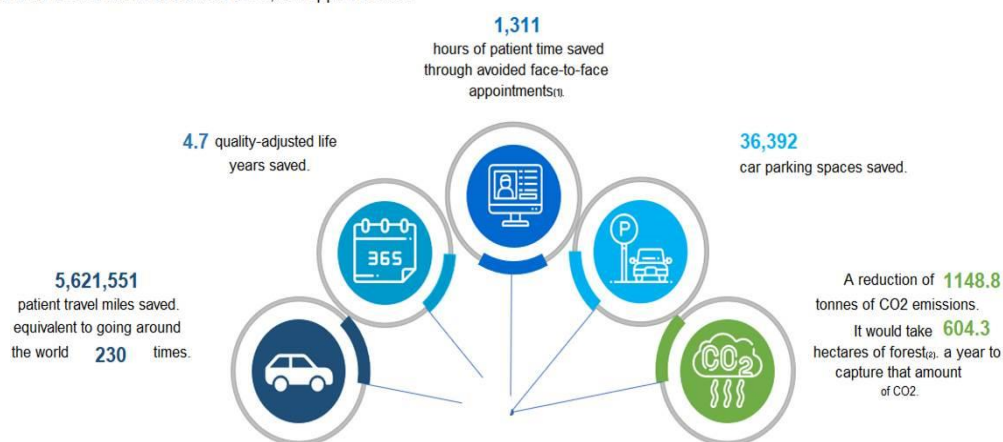 1,311
hours of patient time saved
through avoided face-to-face
appointments(1).
4.7 quality-adjusted life
years saved.
36,392
car parking spaces saved.
365
P
5,621,551
patient travel miles saved.
equivalent to going around
the world 230 times.
A reduction of 1148.8
tonnes of CO2 emissions.
It would take 604.3
hectares of forest(2). a year to
capture that amount
of CO2.
CO2